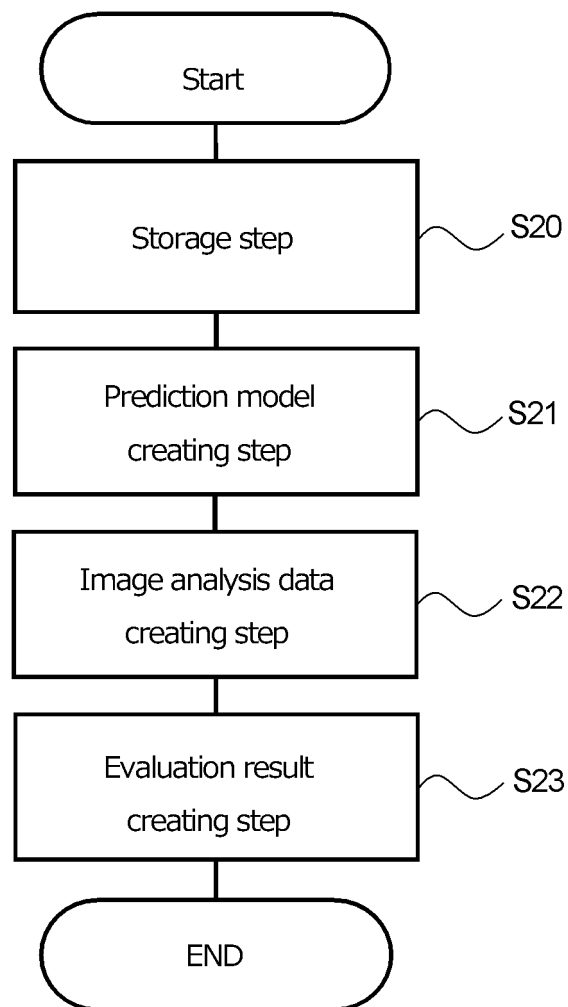 Start
Storage step
S20
Prediction model
creating step
S21
Image analysis data
creating step
S22
Evaluation result
creating step
S23
END